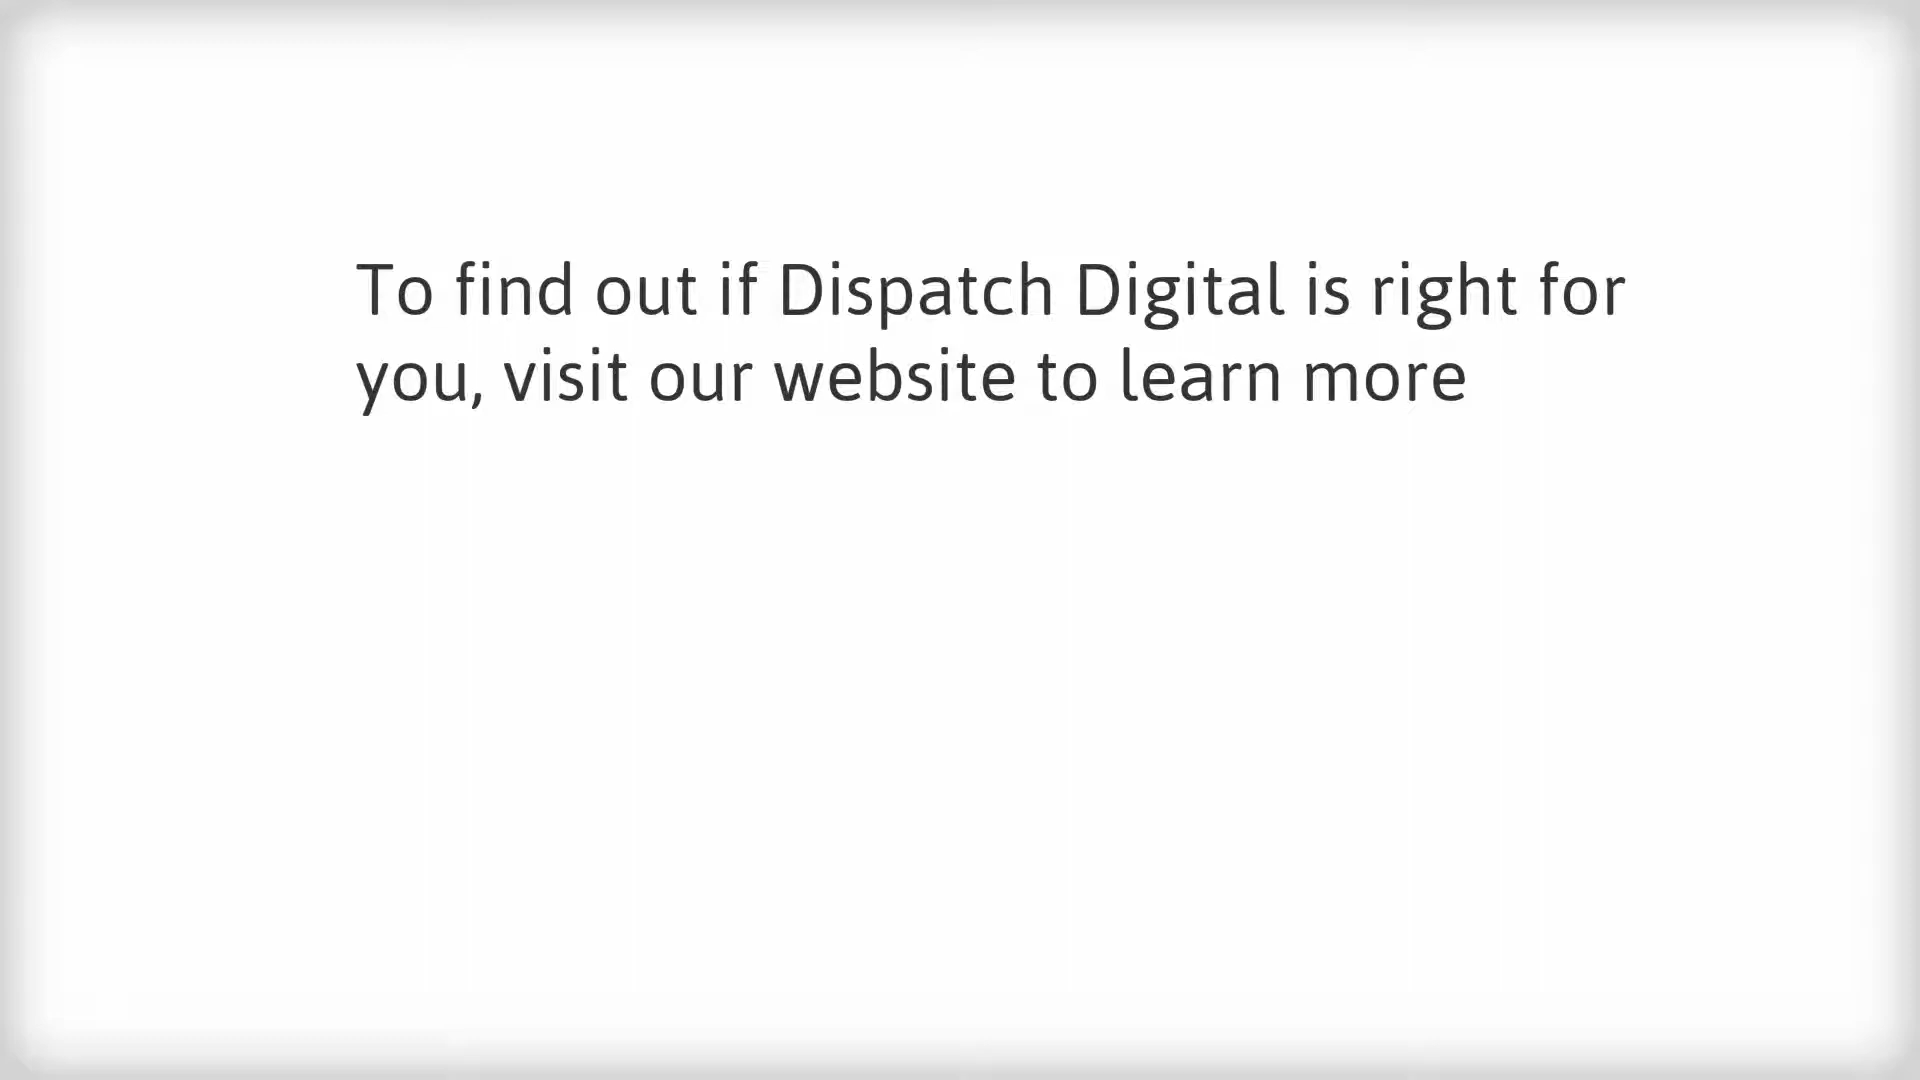 To find out if Dispatch Digital is right for
you, visit our website to learn more